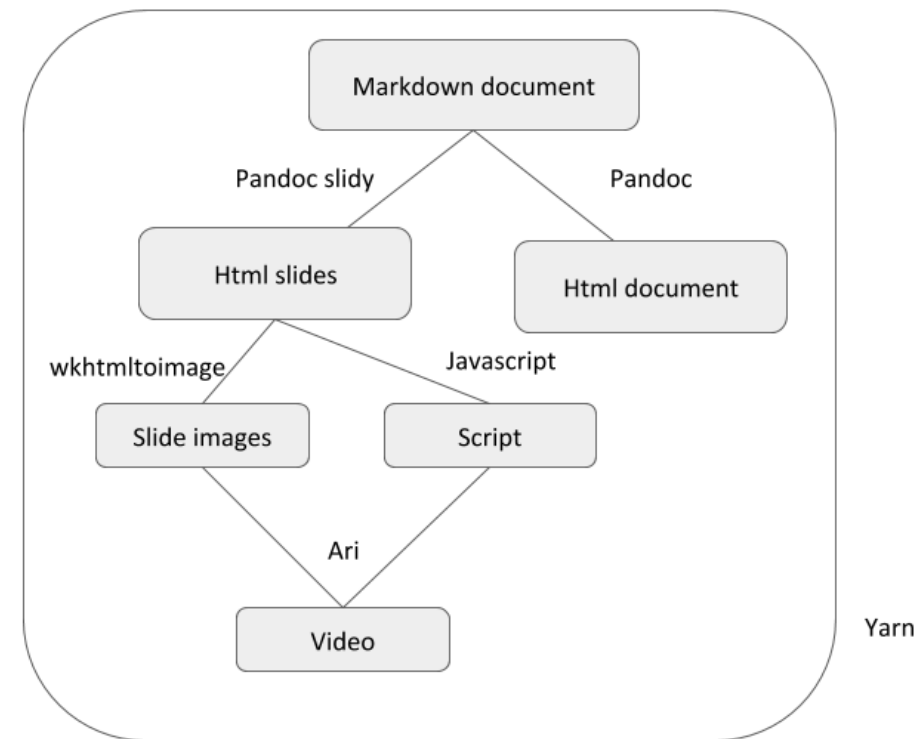 Markdown document
Pandoc slidy
Pandoc
Html slides
Html document
wkhtmltoimage
Javascript
Slide images
Script
Ari
Video
Yarn